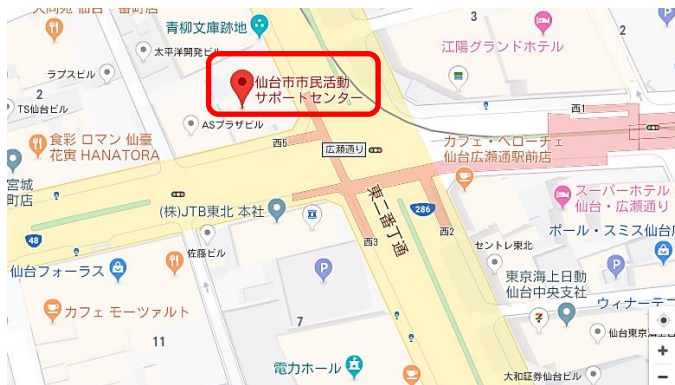 青柳文庫跡地
3
2
江陽グランドホテル
太平洋開発ビル
ラプスビル
仙台市市民活動
サポートセンター
2
TS仙台ビル
ASプラザビル
西1
食彩 ロマン 仙臺
花寅 HANATORA
西5
広瀬通り
カフェ・ベローチェ
仙台広瀬通駅前店
宮城
町店
スーパーホテル
仙台・広瀬通り
(株)JTB東北 本社
東二番丁通
286
西2
ポール・スミス仙台店
48
佐藤ビル
西3
セントレ東北
仙台フォーラス
東京海上日動
仙台中央支社
カフェ モーツァルト
7
ウィナーテニ
11
仙台東京海上
電力ホール
大和証券仙台ビル